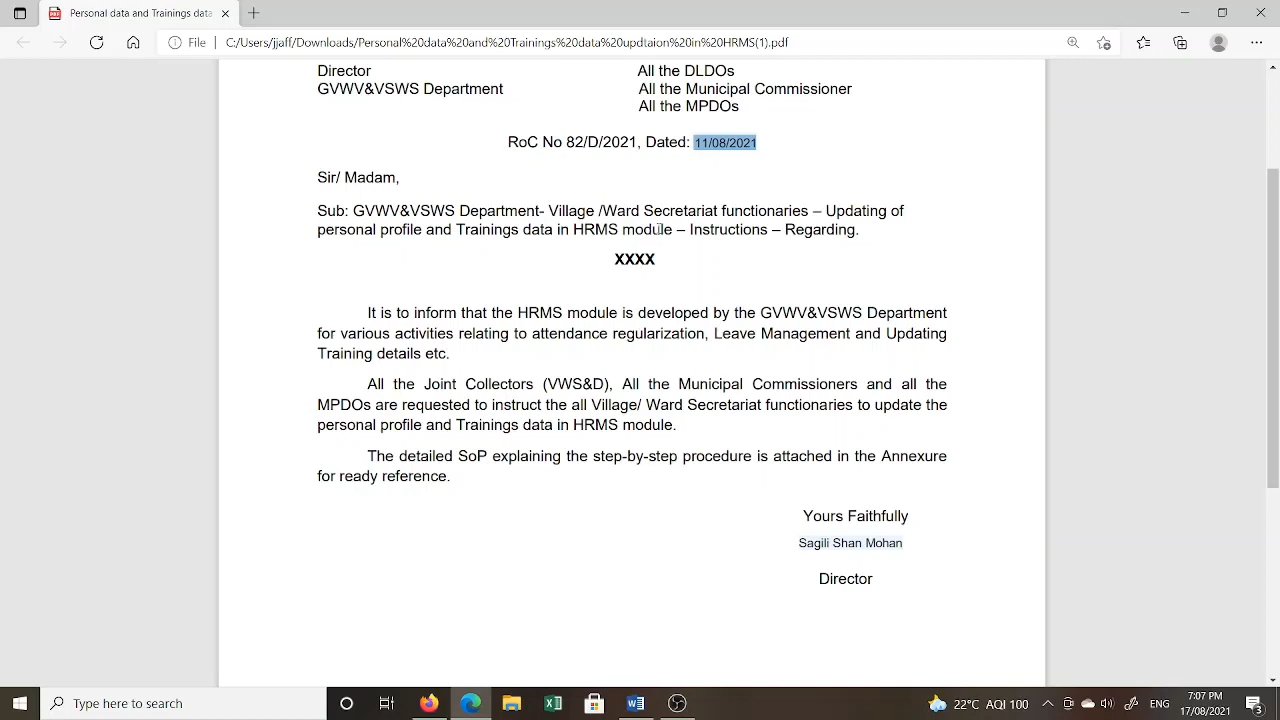 Personal data and Trainings data
File | C:/Users/jjaff/Downloads/Personal%20data%20and%20Trainings%20data%20updtaion%20in%20HRMS(1).pdf
Director
GVWV&VSWS Department
All the DLDOs
All the Municipal Commissioner
All the MPDOs
RoC No 82/D/2021, Dated: 11/08/2021
Sir/ Madam,
Sub: GVWV&VSWS Department- Village /Ward Secretariat functionaries – Updating of
personal profile and Trainings data in HRMS module – Instructions – Regarding.
XXXX
It is to inform that the HRMS module is developed by the GVWV&VSWS Department
for various activities relating to attendance regularization, Leave Management and Updating
Training details etc.
All the Joint Collectors (VWS&D), All the Municipal Commissioners and all the
MPDOs are requested to instruct the all Village/ Ward Secretariat functionaries to update the
personal profile and Trainings data in HRMS module.
The detailed SoP explaining the step-by-step procedure is attached in the Annexure
for ready reference.
Yours Faithfully
Sagili Shan Mohan
Director
Type here to search
22°C AQI 100
ENG
7:07 PM
17/08/2021
3